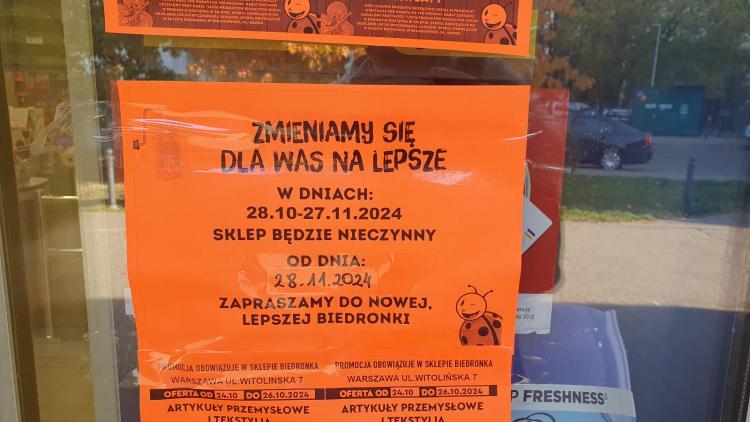 ZMIENIAMY SIĘ
DLA WAS NA LEPSZE
W DNIACH:
28.10-27.11.2024
SKLEP BĘDZIE NIECZYNNY
OD DNIA:
28.11.2024
ZAPRASZAMY DO NOWEJ,
LEPSZEJ BIEDRONKI
PROMOCJA OBOWIĄZUJE W SKLEPIE BIEDRONKA
WARSZAWA UL.WITOLIŃSKA 7
OFERTA OD 24.10 DO 26.10.2024
ARTYKUŁY PRZEMYSŁOWE
I TEKSTYLIA
PROMOCJA OBOWIĄZUJE W SKLEPIE BIEDRONKA
WARSZAWA UL.WITOLIŃSKA 7
OFERTA OD 24.10 DO 26.10.2024
ARTYKUŁY PRZEMYSŁOWE
I TEKSTYLIA
FRESHNESS